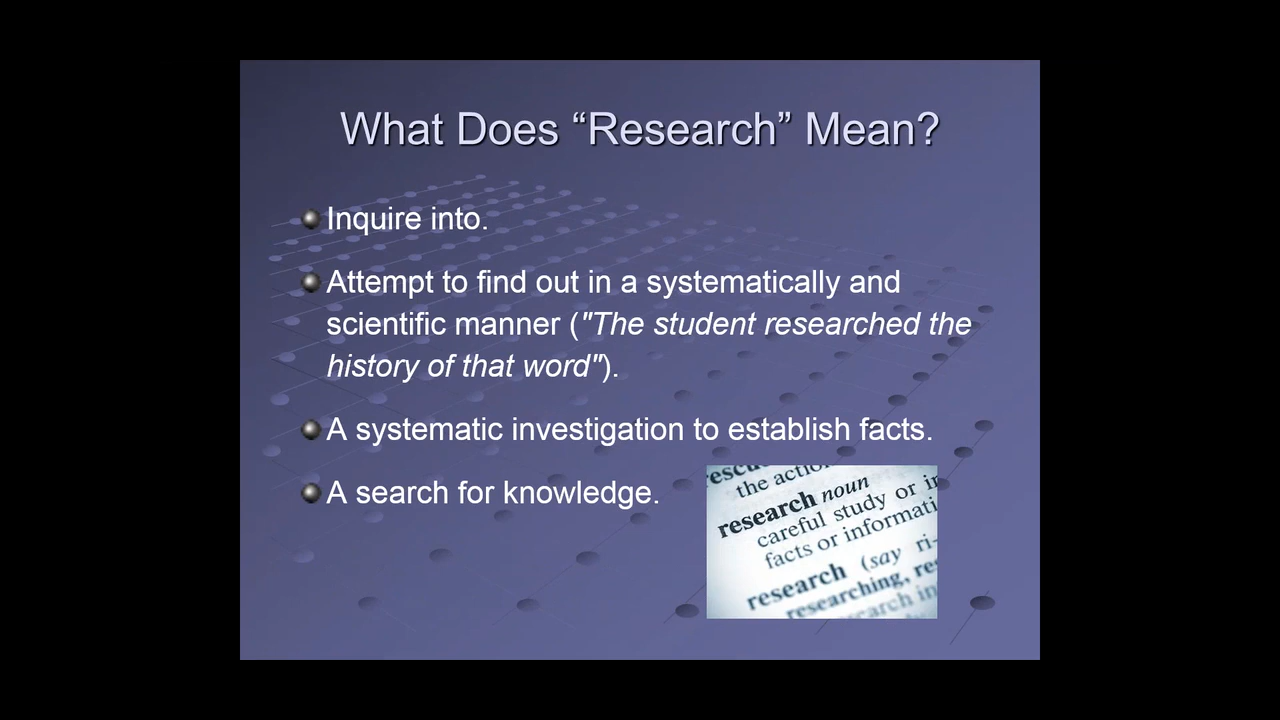 What Does “Research” Mean?
Inquire into.
Attempt to find out in a systematically and
scientific manner ("The student researched the
history of that word").
A systematic investigation to establish facts.
A search for knowledge.
the action
research noun
careful study or
facts or
research (say ri-
researching,